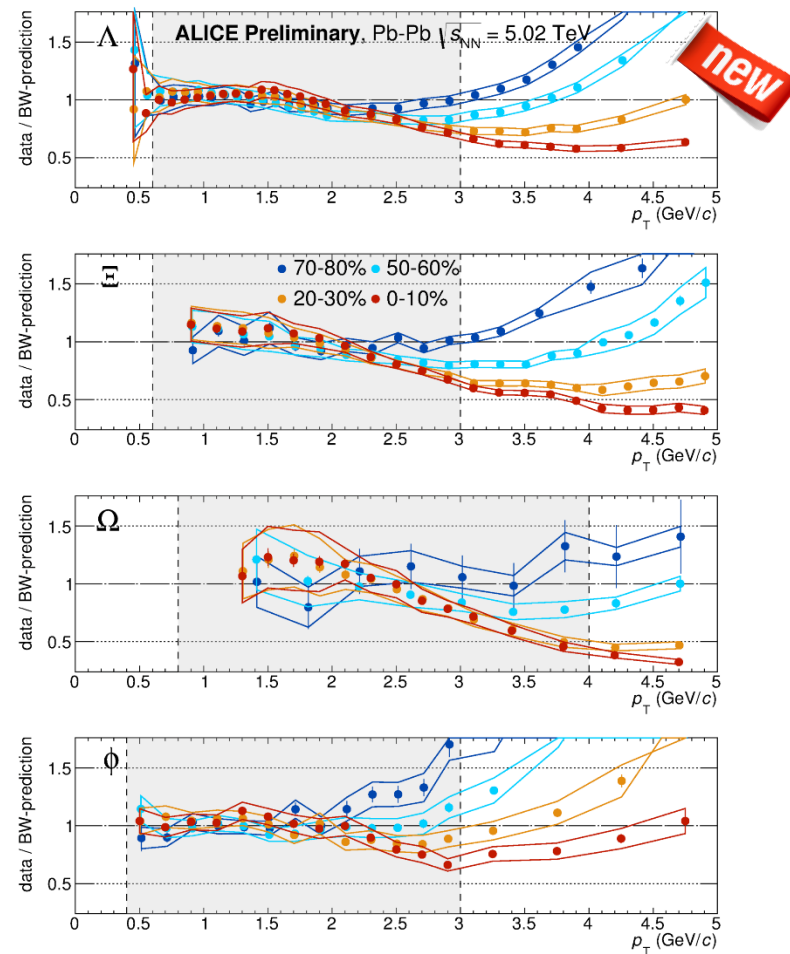 Λ
ALICE Preliminary, Pb-Pb √s_NN = 5.02 TeV
new
data / BW-prediction
1.5
1
0.5
0 0.5 1 1.5 2 2.5 3 3.5 4 4.5 5
p_T (GeV/c)
Ξ
70-80% 50-60%
20-30% 0-10%
data / BW-prediction
1.5
1
0.5
0 0.5 1 1.5 2 2.5 3 3.5 4 4.5 5
p_T (GeV/c)
Ω
data / BW-prediction
1.5
1
0.5
0 0.5 1 1.5 2 2.5 3 3.5 4 4.5 5
p_T (GeV/c)
ϕ
data / BW-prediction
1.5
1
0.5
0 0.5 1 1.5 2 2.5 3 3.5 4 4.5 5
p_T (GeV/c)